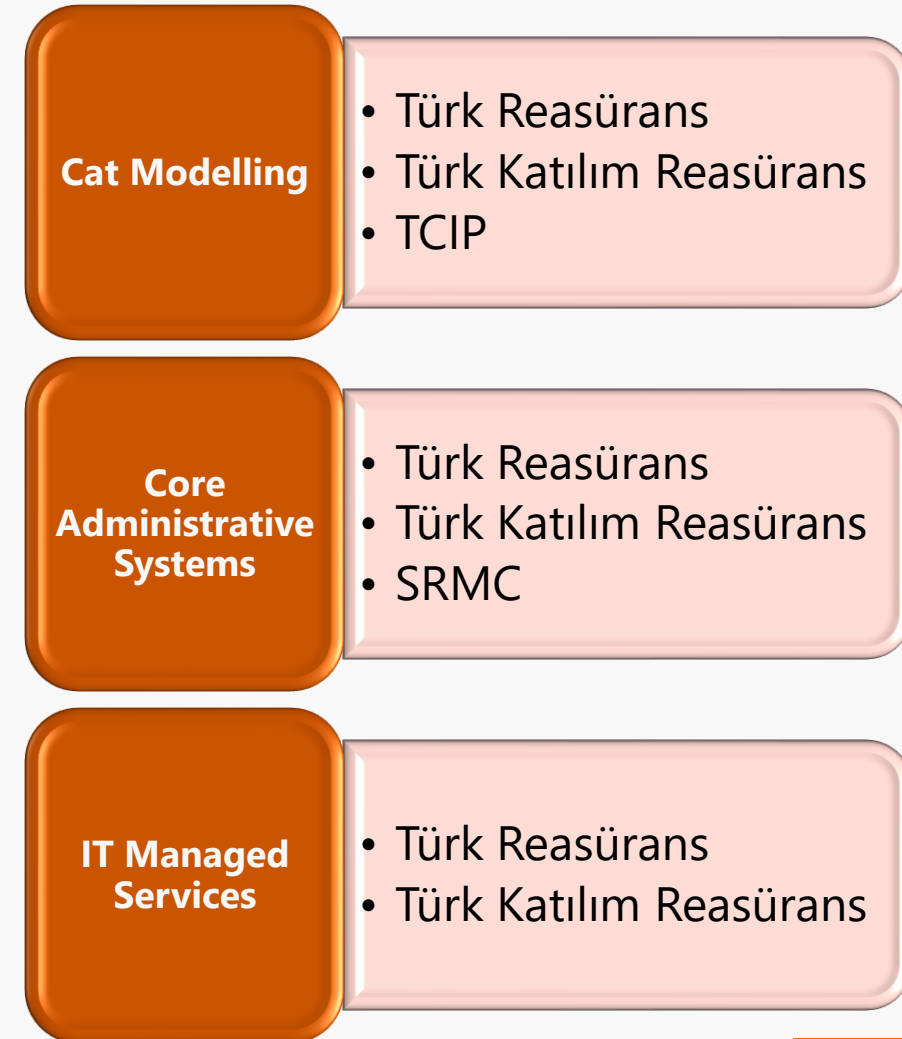 Cat Modelling
• Türk Reasürans
• Türk Katılım Reasürans
• TCIP
Core
Administrative
Systems
• Türk Reasürans
• Türk Katılım Reasürans
• SRMC
IT Managed
Services
• Türk Reasürans
• Türk Katılım Reasürans